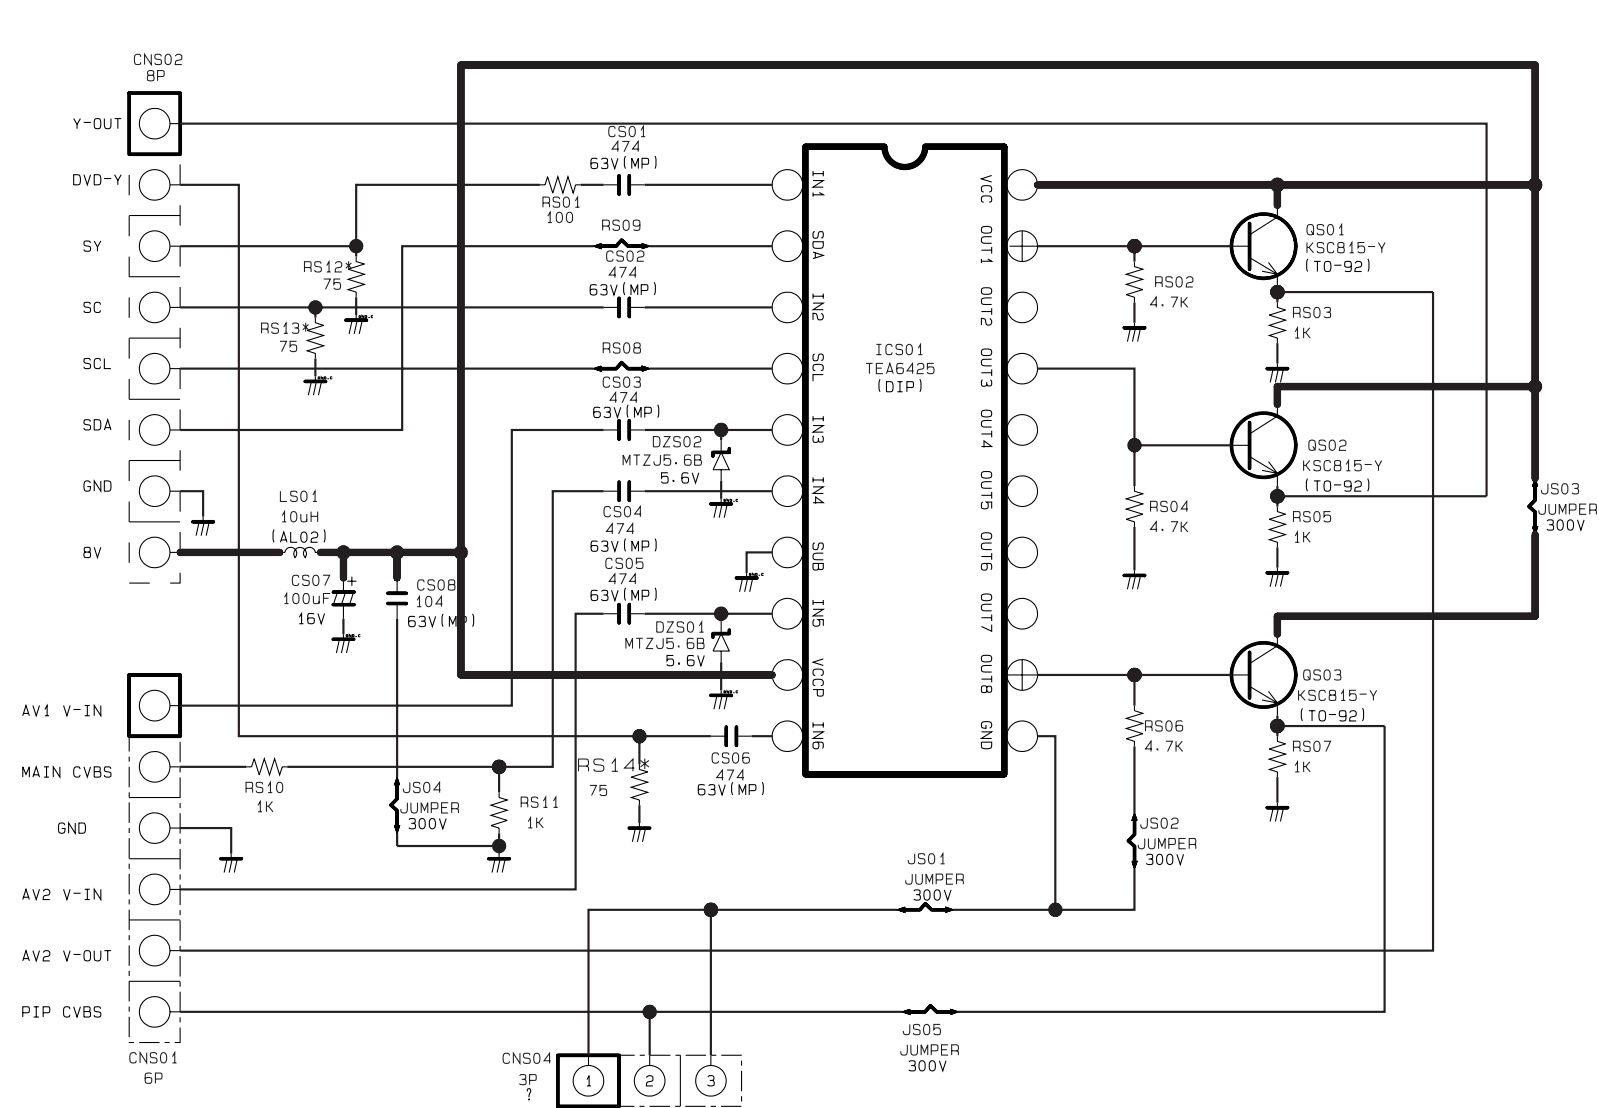 CNS02
8P
Y-OUT
DVD-Y
SY
SC
SCL
SDA
GND
8V
RS12*
75
RS13*
75
LS01
10uH
(AL02)
CS07
+
100uF
16V
CS08
104
63V(MP)
CS01
474
63V(MP)
RS01
100
RS09
CS02
474
63V(MP)
RS08
CS03
474
63V(MP)
DZS02
MTZJ5.6B
5.6V
CS04
474
63V(MP)
CS05
474
63V(MP)
DZS01
MTZJ5.6B
5.6V
CS06
474
63V(MP)
RS14*
75
IN1
SDA
IN2
SCL
IN3
IN4
SUB
IN5
VCCP
IN6
ICS01
TEA6425
(DIP)
VCC
OUT1
OUT2
OUT3
OUT4
OUT5
OUT6
OUT7
OUT8
GND
RS02
4.7K
QS01
KSC815-Y
(TO-92)
RS03
1K
QS02
KSC815-Y
(TO-92)
RS04
4.7K
RS05
1K
JS03
JUMPER
300V
QS03
KSC815-Y
(TO-92)
RS06
4.7K
RS07
1K
JS02
JUMPER
300V
AV1 V-IN
MAIN CVBS
GND
AV2 V-IN
AV2 V-OUT
PIP CVBS
CNS01
6P
RS10
1K
JS04
JUMPER
300V
RS11
1K
JS01
JUMPER
300V
JS05
JUMPER
300V
CNS04
3P
?
1
2
3